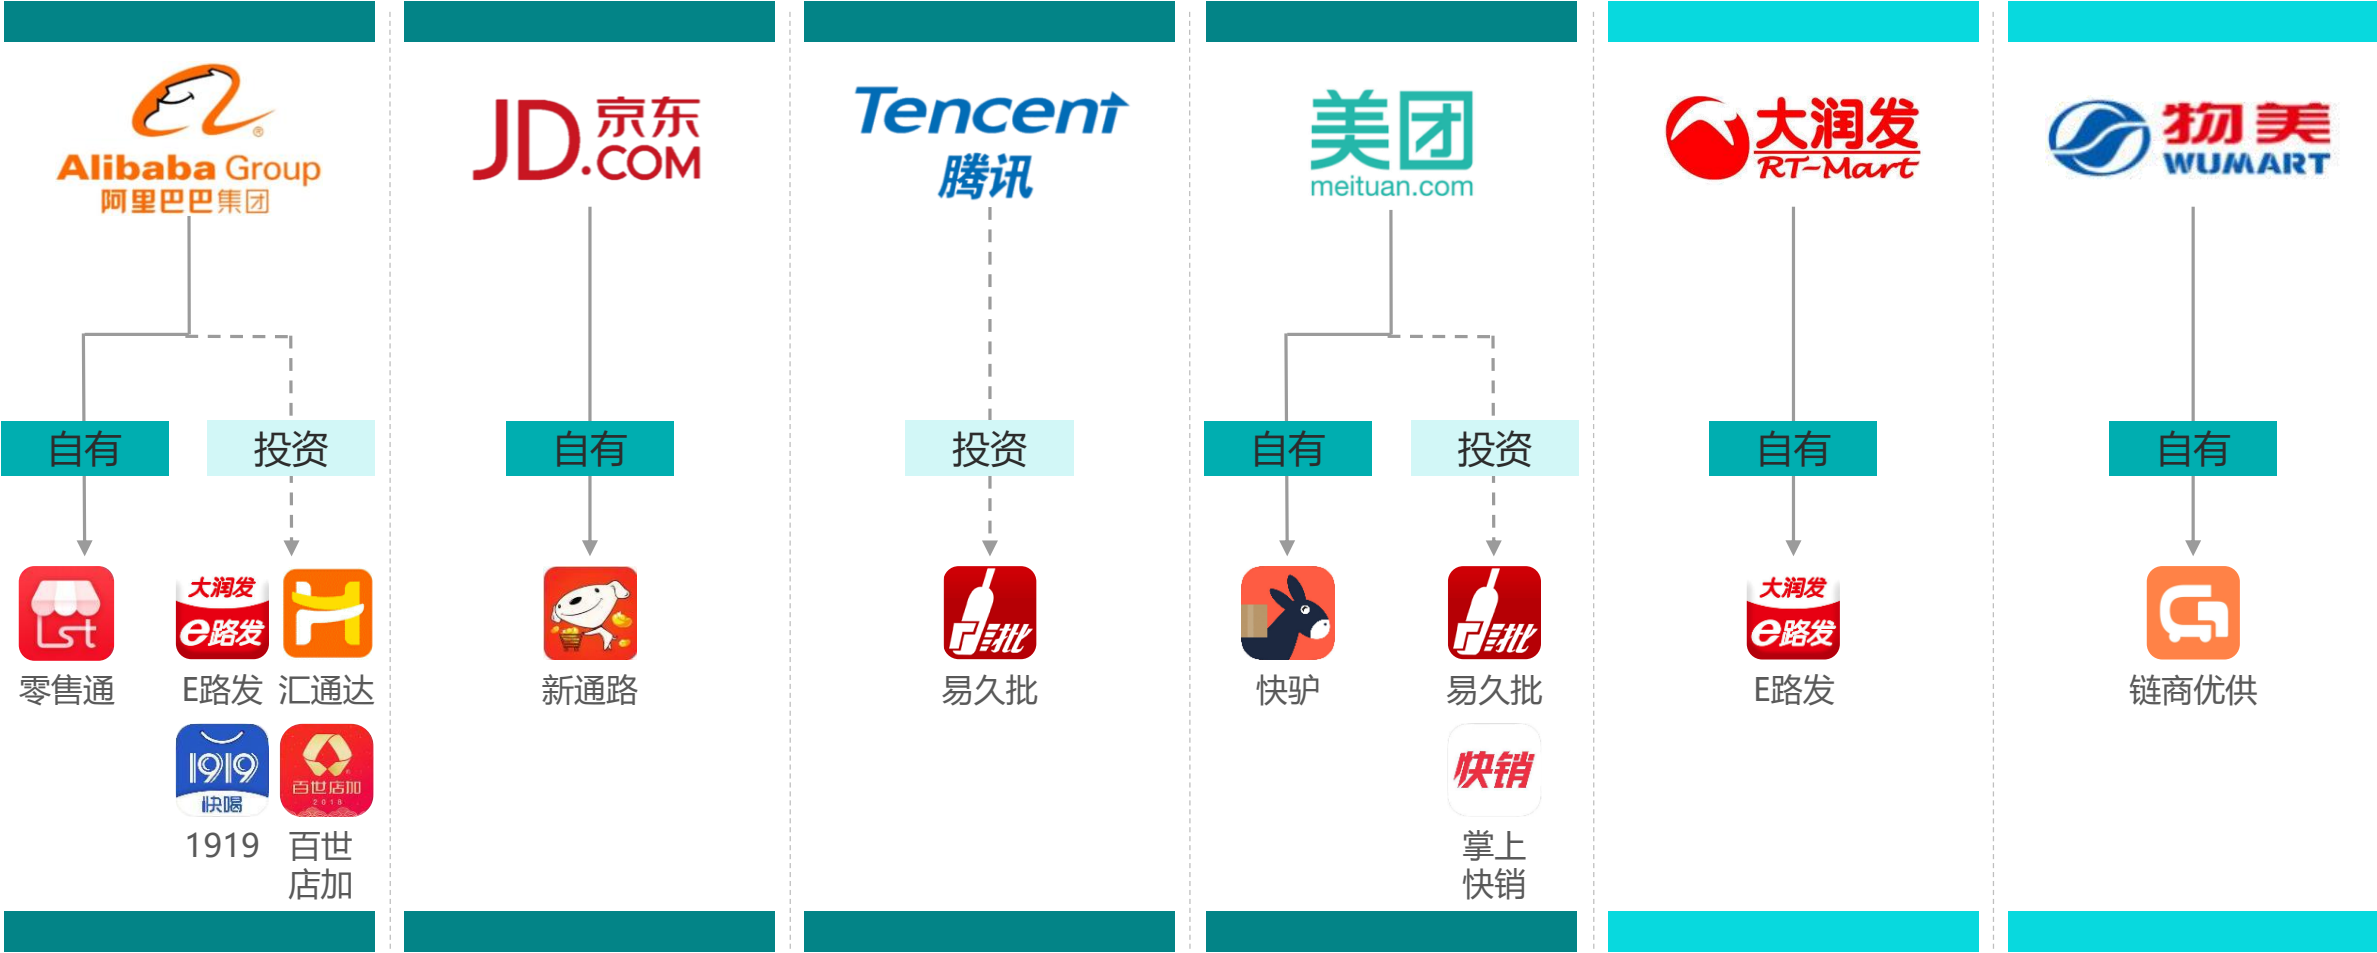 Alibaba Group
阿里巴巴集团
自有
投资
Lst
零售通
大润发
e路发
E路发
汇通达
1919
快喝
1919
百世店加
2018
百世
店加
JD.COM
京东
自有
新通路
Tencent
腾讯
投资
批
易久批
美团
meituan.com
自有
投资
快驴
批
易久批
快销
掌上
快销
大润发
RT-Mart
自有
大润发
e路发
E路发
物美
WUMART
自有
链商优供